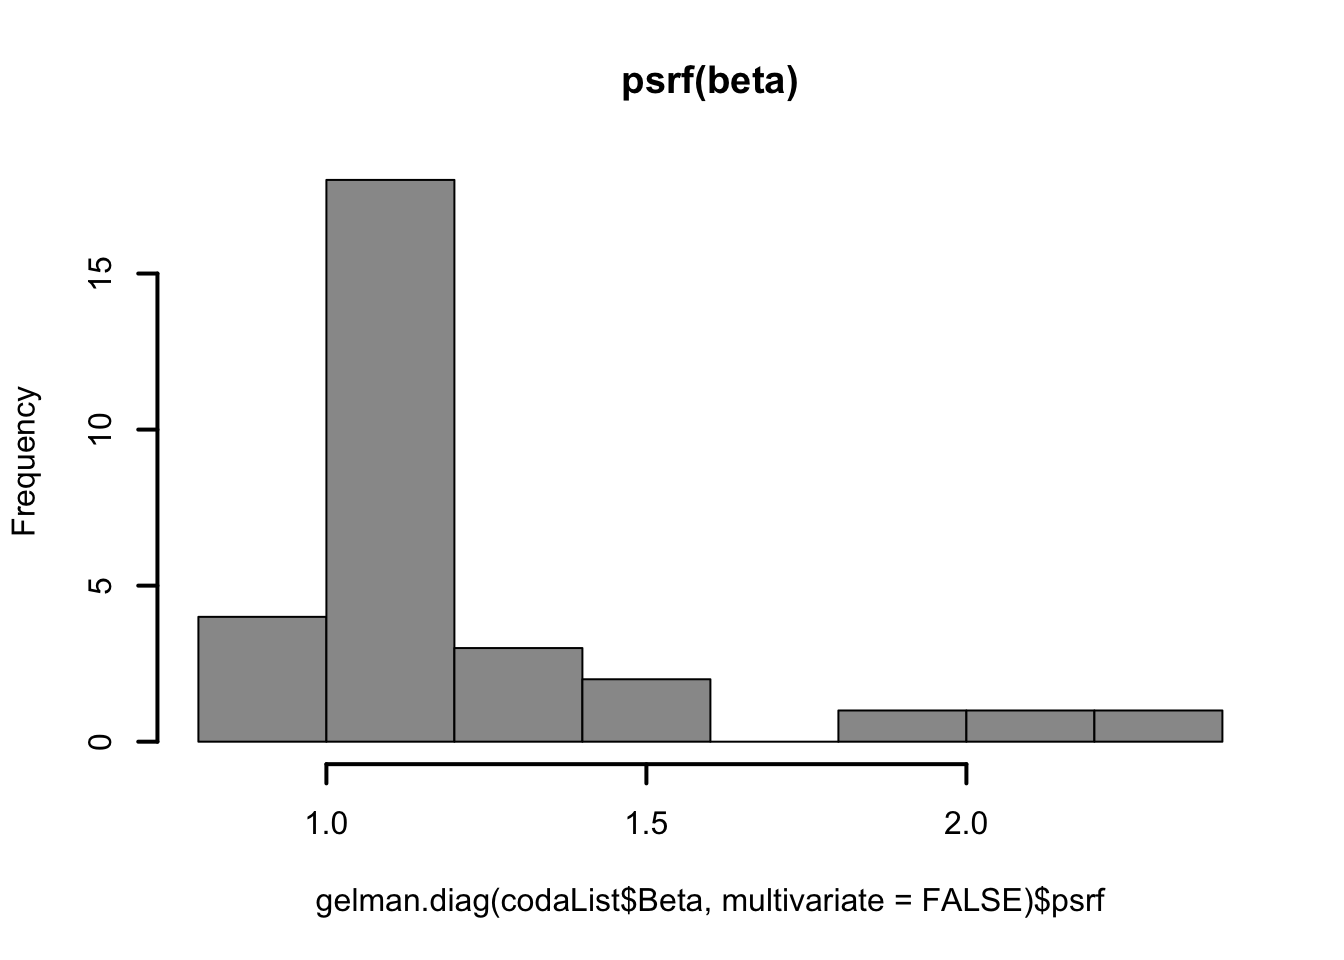 psrf(beta)
15
10
5
0
Frequency
1.0 1.5 2.0
gelman.diag(codaList$Beta, multivariate = FALSE)$psrf